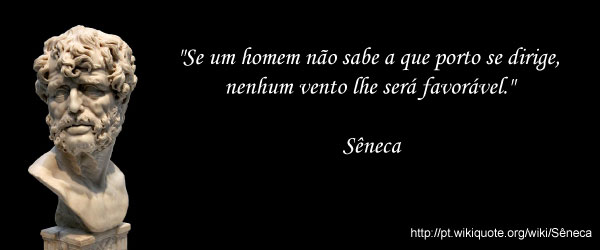 "Se um homem não sabe a que porto se dirige,
nenhum vento lhe será favorável."
Sêneca
http://pt.wikiquote.org/wiki/Sêneca